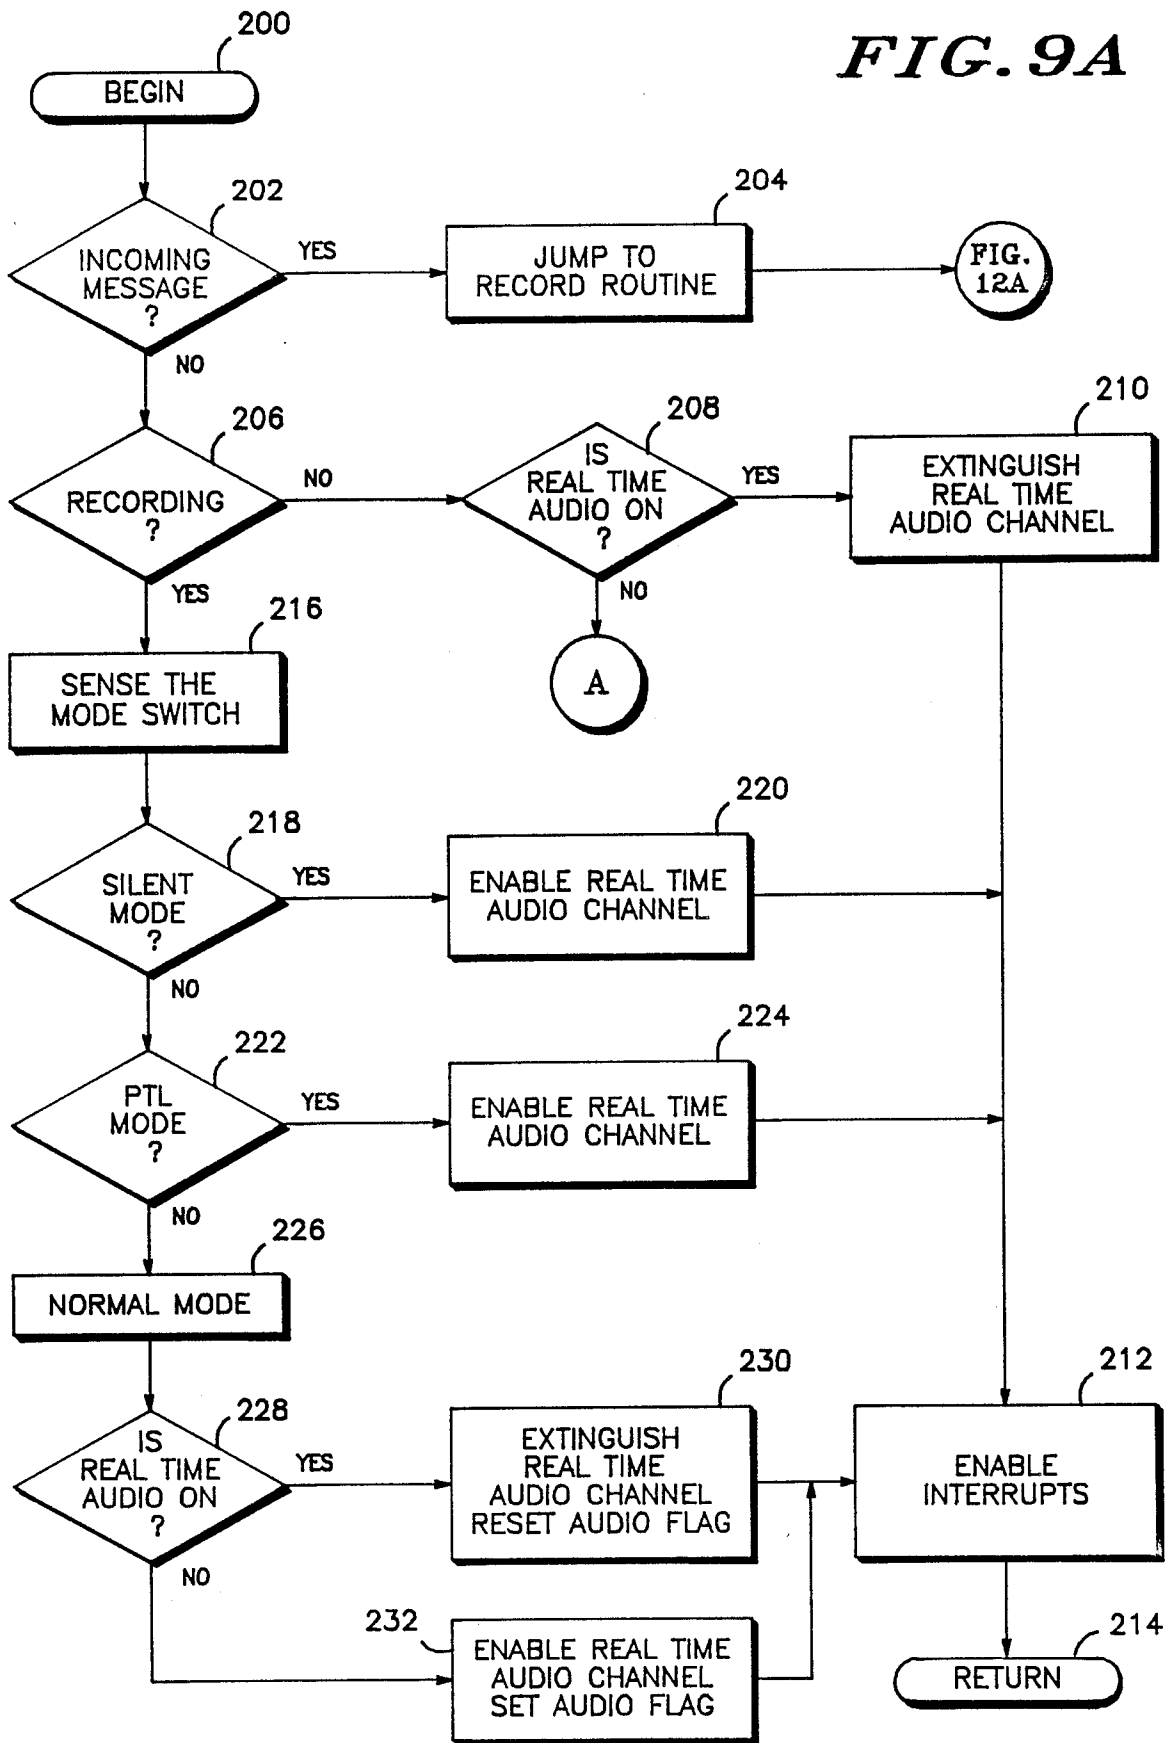 FIG. 9A
200
BEGIN
202
INCOMING
MESSAGE
?
YES
NO
204
JUMP TO
RECORD ROUTINE
FIG.
12A
206
RECORDING
?
NO
YES
208
IS
REAL TIME
AUDIO ON
?
YES
NO
A
210
EXTINGUISH
REAL TIME
AUDIO CHANNEL
216
SENSE THE
MODE SWITCH
218
SILENT
MODE
?
YES
NO
220
ENABLE REAL TIME
AUDIO CHANNEL
222
PTL
MODE
?
YES
NO
224
ENABLE REAL TIME
AUDIO CHANNEL
226
NORMAL MODE
228
IS
REAL TIME
AUDIO ON
?
YES
NO
230
EXTINGUISH
REAL TIME
AUDIO CHANNEL
RESET AUDIO FLAG
212
ENABLE
INTERRUPTS
232
ENABLE REAL TIME
AUDIO CHANNEL
SET AUDIO FLAG
214
RETURN